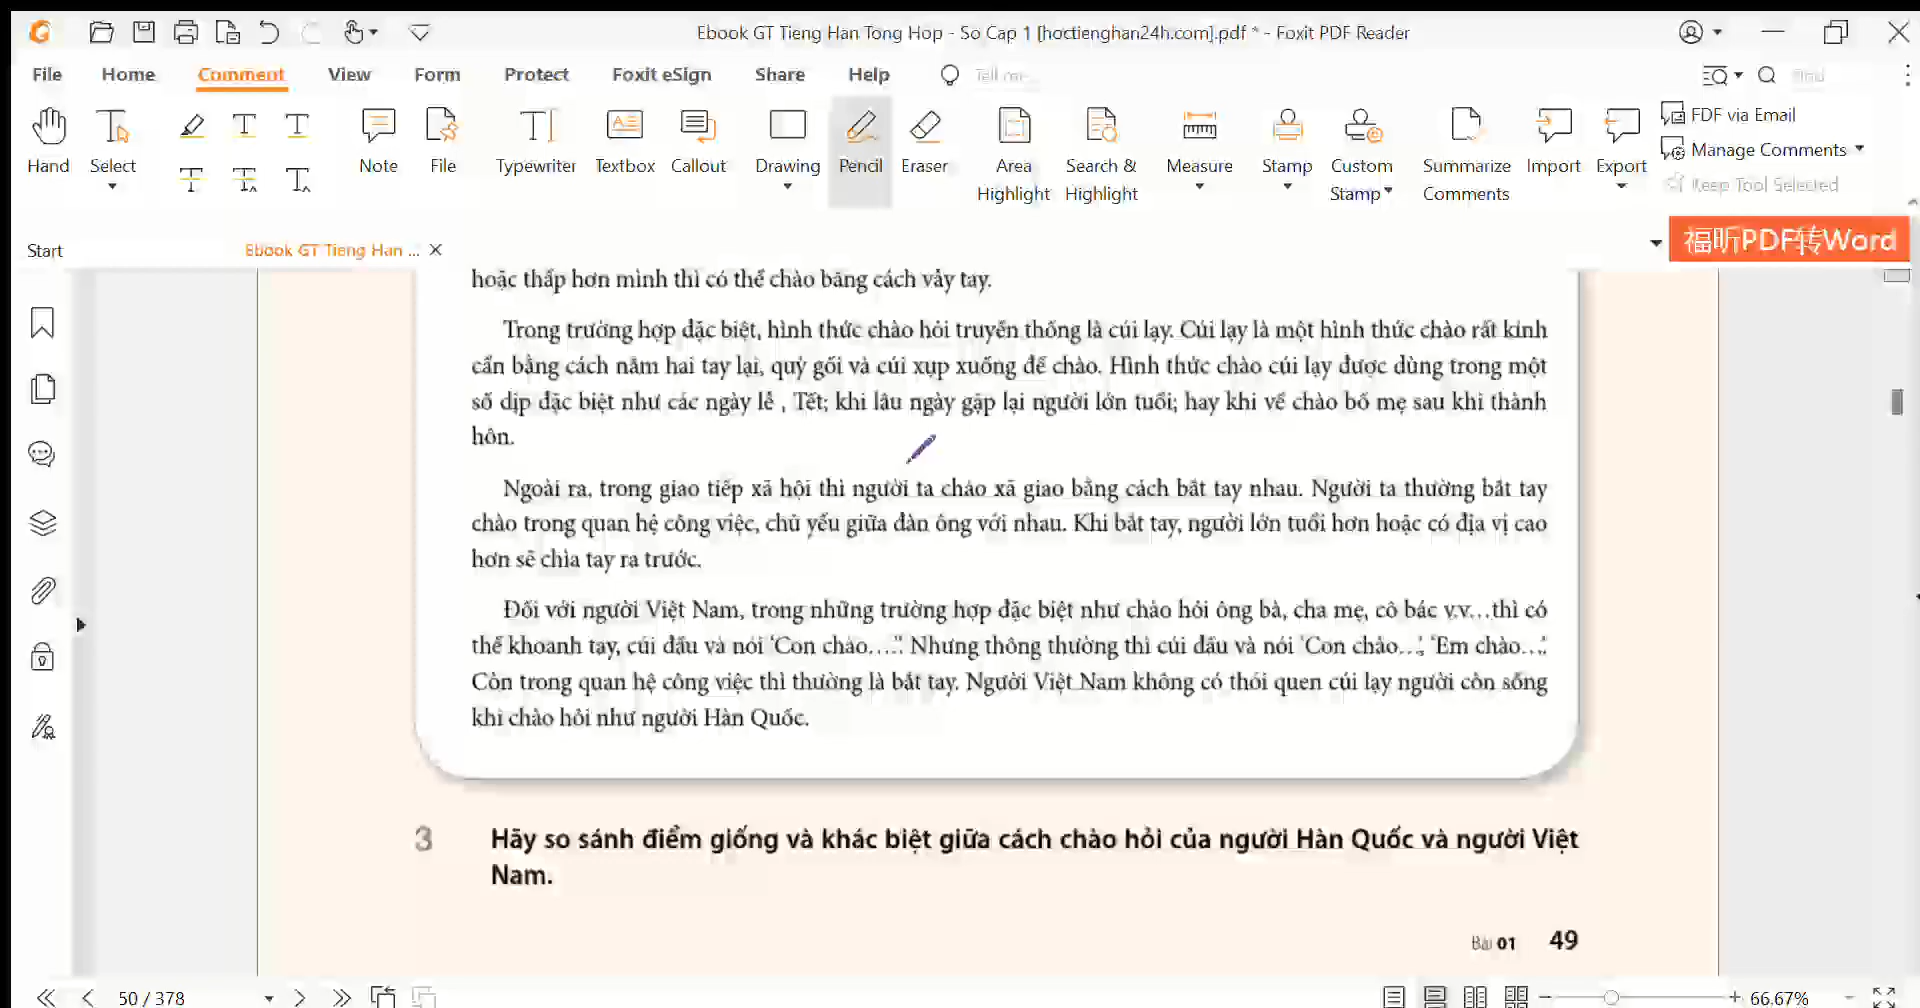 Ebook GT Tieng Han Tong Hop - So Cap 1 [hoctienghan24h.com].pdf * - Foxit PDF Reader
File Home Comment View Form Protect Foxit eSign Share Help Tell me... Find
Hand Select Note File Typewriter Textbox Callout Drawing Pencil Eraser Area Highlight Search & Highlight Measure Stamp Custom Stamp Summarize Comments Import Export
FDF via Email
Manage Comments
Keep Tool Selected
Start Ebook GT Tieng Han ... 福昕PDF转Word
hoặc thấp hơn mình thì có thể chào bằng cách vẫy tay.
Trong trường hợp đặc biệt, hình thức chào hỏi truyền thống là cúi lạy. Cúi lạy là một hình thức chào rất kính
cẩn bằng cách nắm hai tay lại, quỳ gối và cúi xụp xuống để chào. Hình thức chào cúi lạy được dùng trong một
số dịp đặc biệt như các ngày lễ , Tết; khi lâu ngày gặp lại người lớn tuổi; hay khi về chào bố mẹ sau khi thành
hôn.
Ngoài ra, trong giao tiếp xã hội thì người ta chào xã giao bằng cách bắt tay nhau. Người ta thường bắt tay
chào trong quan hệ công việc, chủ yếu giữa đàn ông với nhau. Khi bắt tay, người lớn tuổi hơn hoặc có địa vị cao
hơn sẽ chìa tay ra trước.
Đối với người Việt Nam, trong những trường hợp đặc biệt như chào hỏi ông bà, cha mẹ, cô bác v.v...thì có
thể khoanh tay, cúi đầu và nói 'Con chào....'. Nhưng thông thường thì cúi đầu và nói 'Con chào...', 'Em chào...'.
Còn trong quan hệ công việc thì thường là bắt tay. Người Việt Nam không có thói quen cúi lạy người còn sống
khi chào hỏi như người Hàn Quốc.
3 Hãy so sánh điểm giống và khác biệt giữa cách chào hỏi của người Hàn Quốc và người Việt
Nam.
Bài 01 49
50 / 378 66.67%